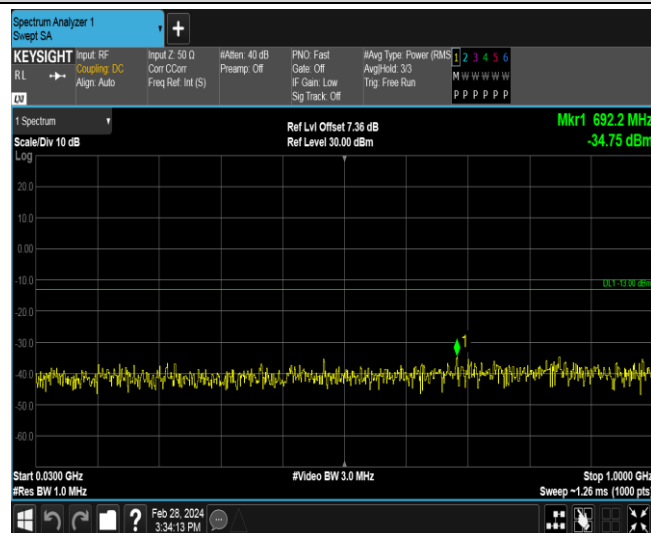 Spectrum Analyzer 1
Swept SA
+
KEYSIGHT Input: RF Input Z: 50 Ω #Atten: 40 dB PNO: Fast #Avg Type: Power (RMS 1 2 3 4 5 6
RL Coupling: DC Corr CCorr Preamp: Off Gate: Off Avg|Hold: 3/3 M W W W W W
Align: Auto Freq Ref: Int (S) IF Gain: Low Trig: Free Run
Sig Track: Off P P P P P P
1 Spectrum Ref Lvl Offset 7.36 dB Mkr1 692.2 MHz
Scale/Div 10 dB Ref Level 30.00 dBm -34.75 dBm
Log
20.0
10.0
0.00
-10.0 DL1 -13.00 dBm
-20.0
-30.0 1
-40.0
-50.0
-60.0
Start 0.0300 GHz #Video BW 3.0 MHz Stop 1.0000 GHz
#Res BW 1.0 MHz Sweep ~1.26 ms (1000 pts)
? Feb 28, 2024
3:34:13 PM